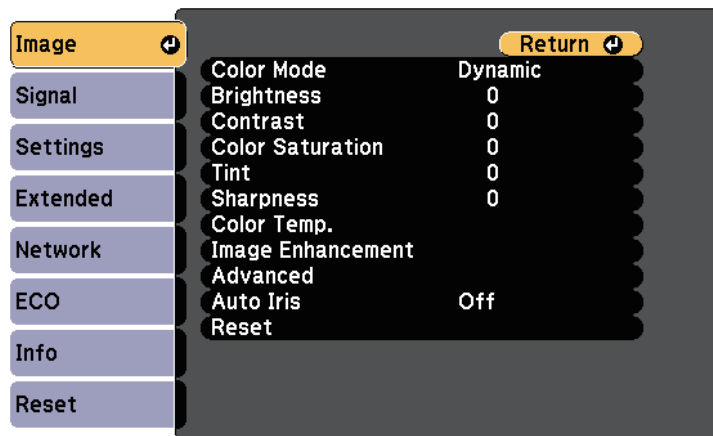 Image
Signal
Settings
Extended
Network
ECO
Info
Reset
Return
Color Mode Dynamic
Brightness 0
Contrast 0
Color Saturation 0
Tint 0
Sharpness 0
Color Temp.
Image Enhancement
Advanced
Auto Iris Off
Reset